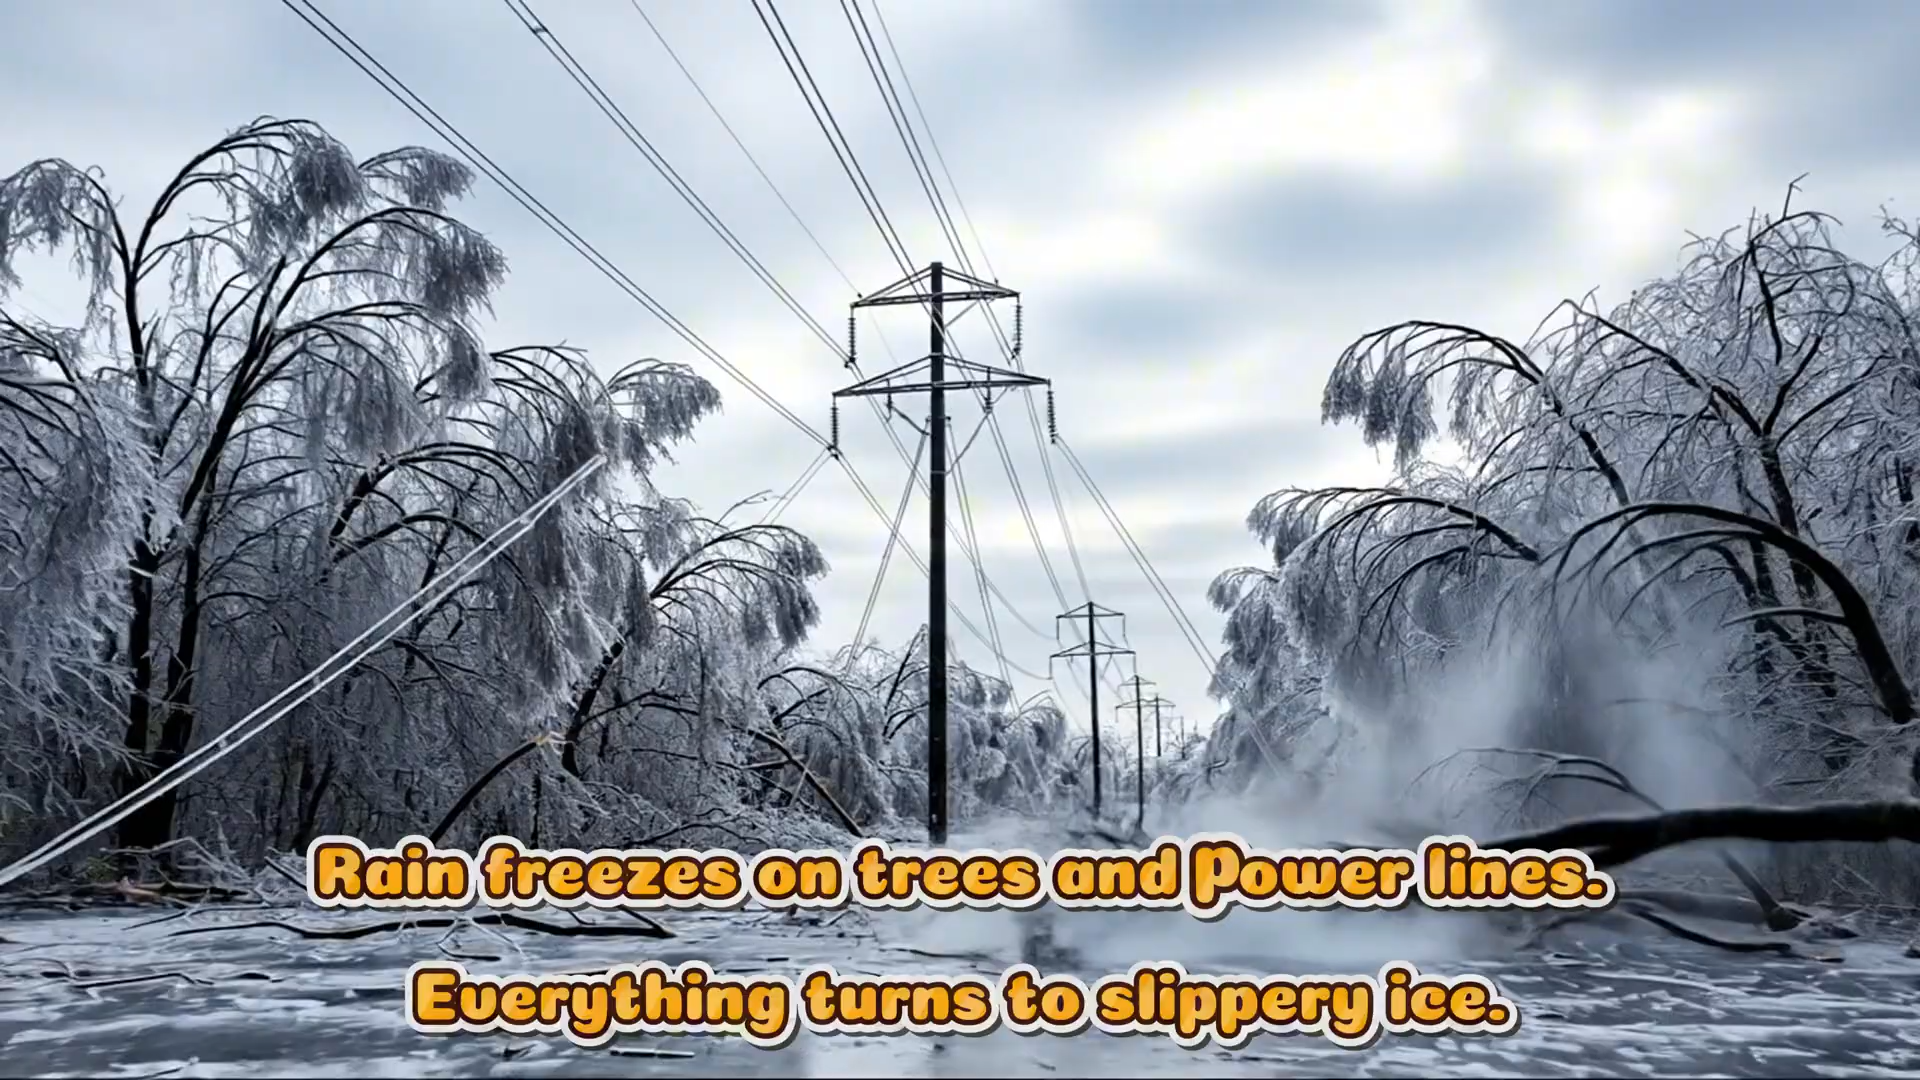 Rain freezes on trees and Power lines.
Everything turns to slippery ice.